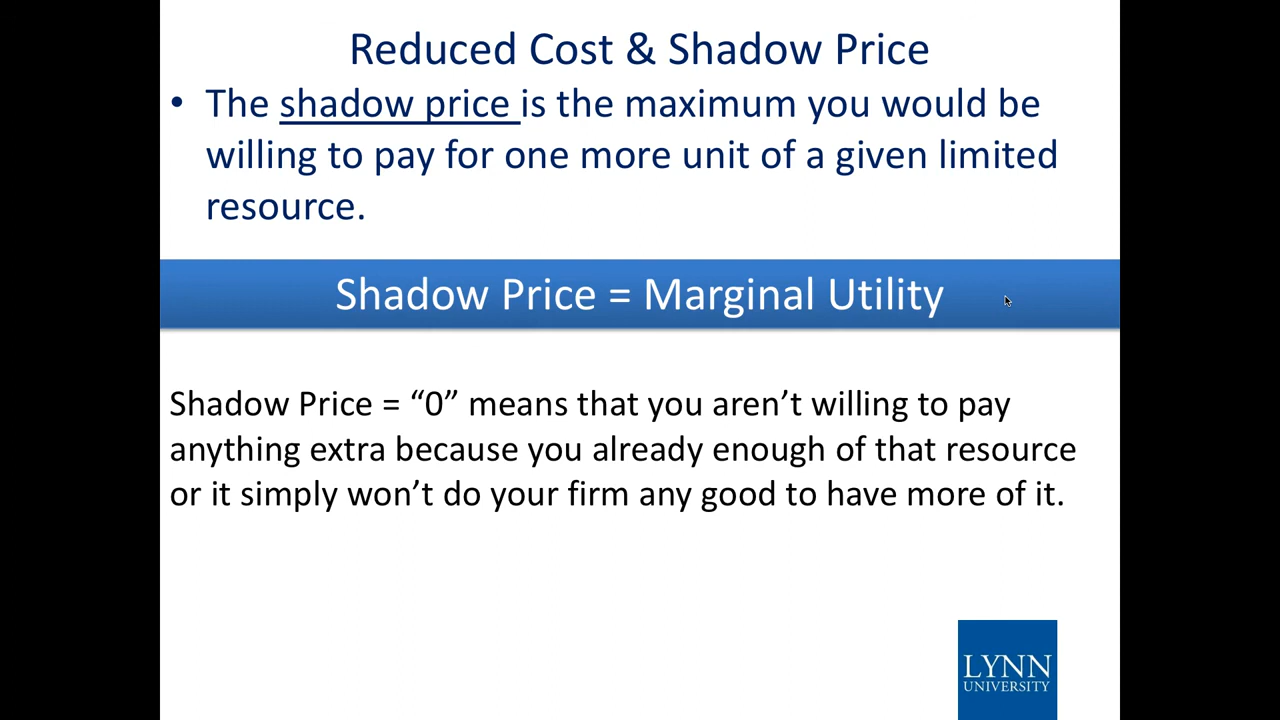 Reduced Cost & Shadow Price
• The shadow price is the maximum you would be
willing to pay for one more unit of a given limited
resource.
Shadow Price = Marginal Utility
Shadow Price = “0” means that you aren’t willing to pay
anything extra because you already enough of that resource
or it simply won’t do your firm any good to have more of it.
LYNN
UNIVERSITY